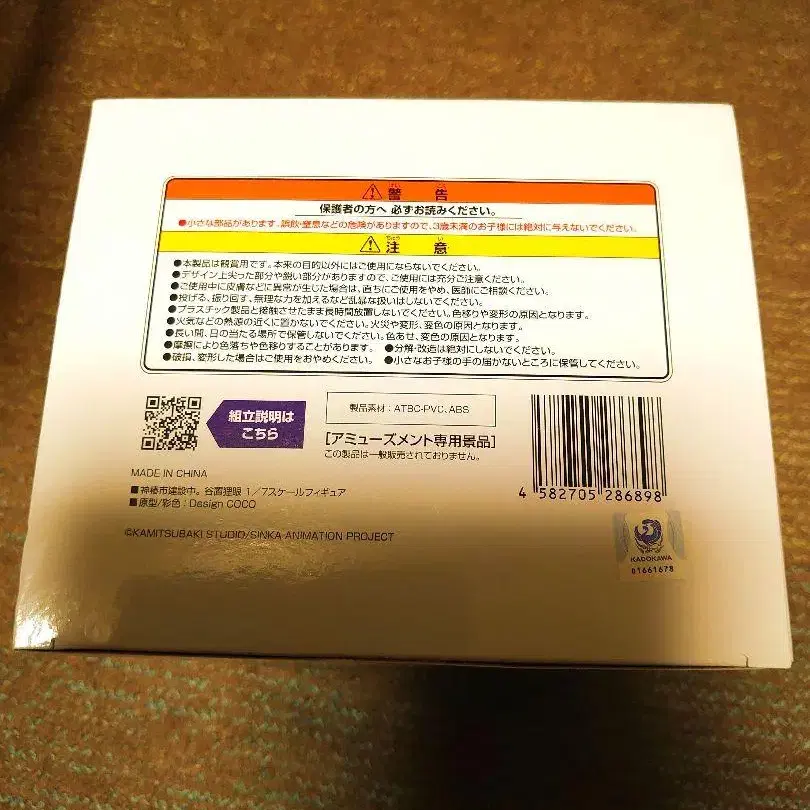 ⚠警告
保護者の方へ 必ずお読みください。
●小さな部品があります。誤飲・窒息などの危険がありますので、3歳未満のお子様には絶対に与えないでください。
⚠注意
●本製品は観賞用です。本来の目的以外にはご使用にならないでください。
●デザイン上尖った部分や鋭い部分がありますので、ご使用には充分ご注意ください。
●ご使用中に皮膚などに異常が生じた場合は、直ちにご使用をやめ、医師にご相談ください。
●投げる、振り回す、無理な力を加えるなど乱暴な扱いはしないでください。
●プラスチック製品と接触させたまま長時間放置しないでください。色移りや変形の原因となります。
●火気などの熱源の近くに置かないでください。火災や変形、変色の原因となります。
●長い間、日の当たる場所で保管しないでください。色あせ、変色の原因となります。
●摩擦により色落ちや色移りすることがあります。 ●分解・改造は絶対にしないでください。
●破損、変形した場合はご使用をおやめください。 ●小さなお子様の手の届かないところに保管してください。
組立説明は
こちら
製品素材：ATBC-PVC、ABS
[アミューズメント専用景品]
この製品は一般販売されておりません。
MADE IN CHINA
■神椿市建設中。谷置狸眼 1/7スケールフィギュア
■原型/彩色：Design COCO
4 582705 286898
©KAMITSUBAKI STUDIO/SINKA ANIMATION PROJECT
KADOKAWA
01661678